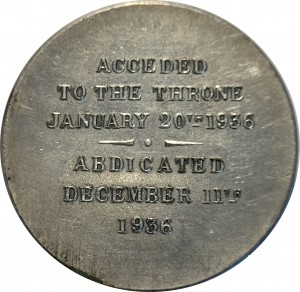 ACCEDED
TO THE THRONE
JANUARY 20TH 1936
ABDICATED
DECEMBER 11TH
1936